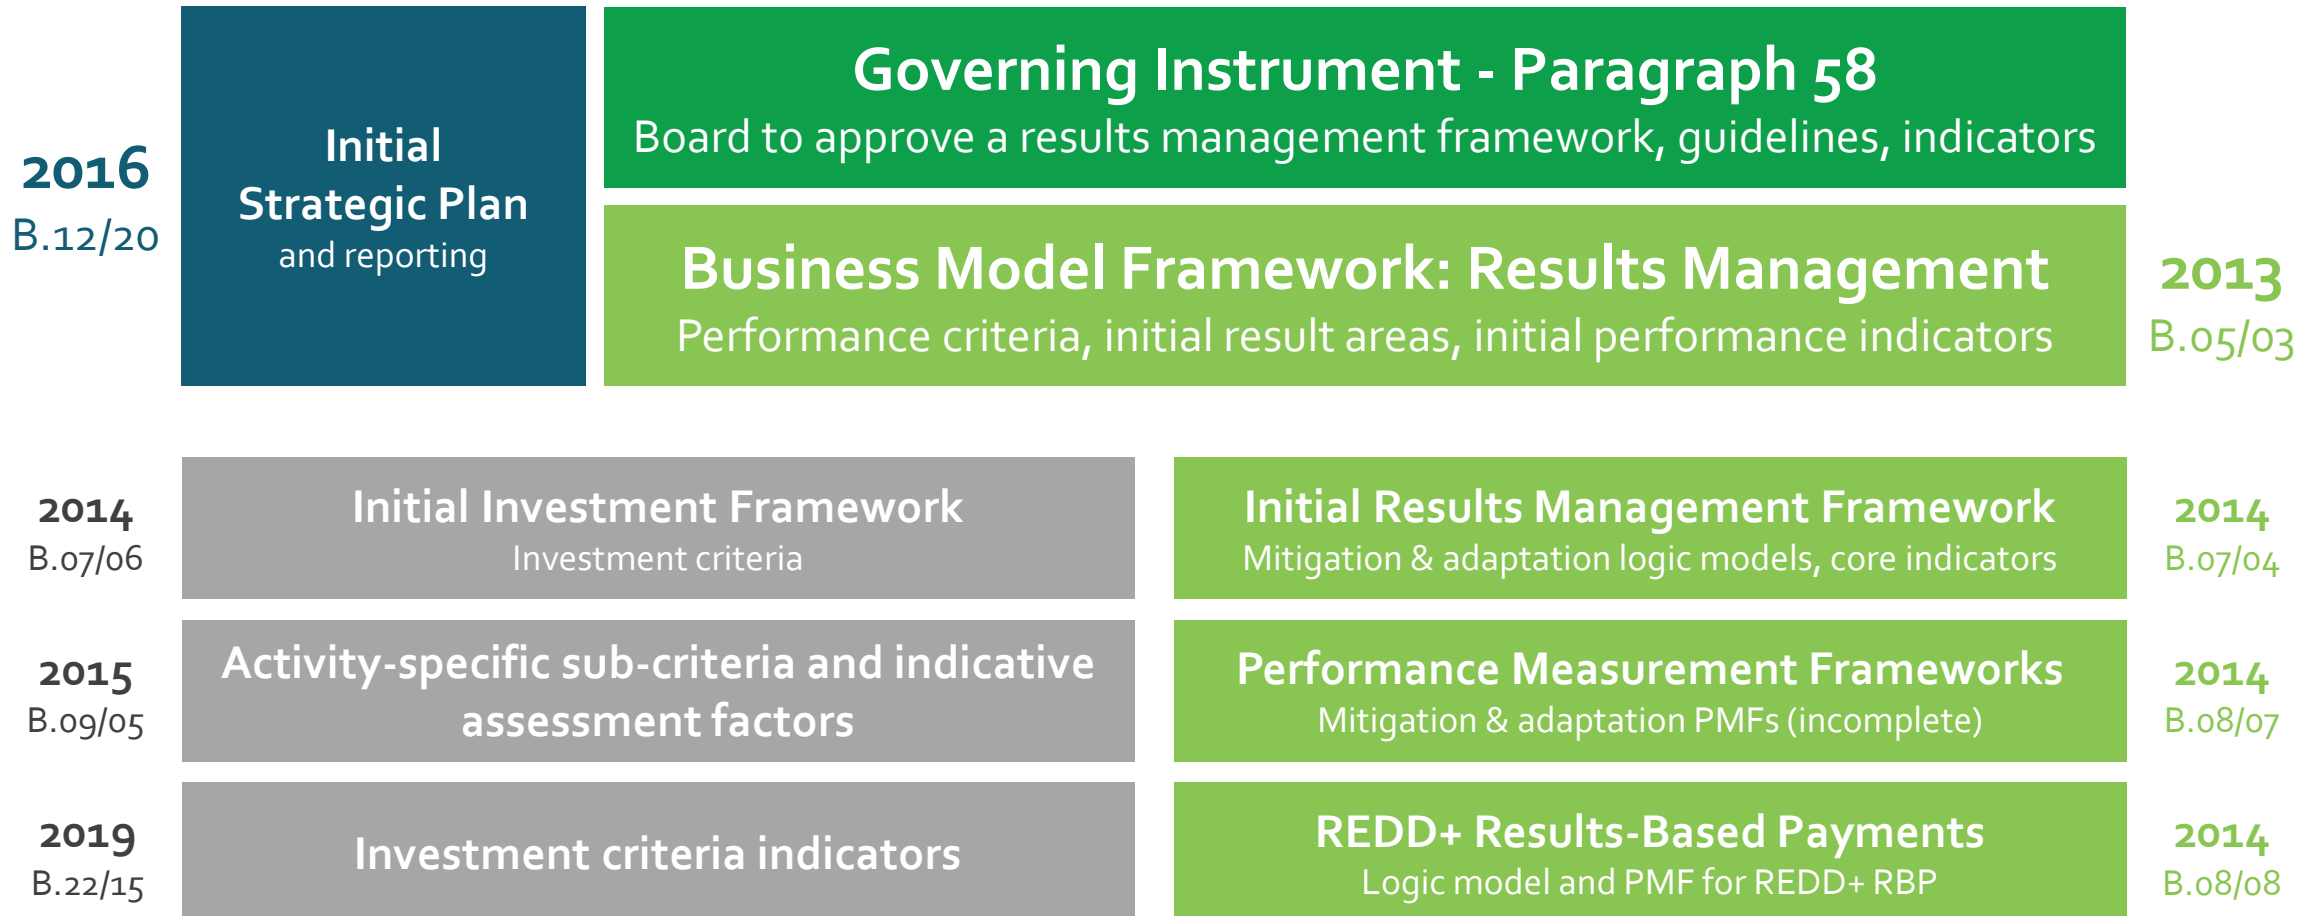 2016
B.12/20
Initial
Strategic Plan
and reporting
Governing Instrument - Paragraph 58
Board to approve a results management framework, guidelines, indicators
Business Model Framework: Results Management
Performance criteria, initial result areas, initial performance indicators
2013
B.05/03
2014
B.07/06
Initial Investment Framework
Investment criteria
Initial Results Management Framework
Mitigation & adaptation logic models, core indicators
2014
B.07/04
2015
B.09/05
Activity-specific sub-criteria and indicative
assessment factors
Performance Measurement Frameworks
Mitigation & adaptation PMFs (incomplete)
2014
B.08/07
2019
B.22/15
Investment criteria indicators
REDD+ Results-Based Payments
Logic model and PMF for REDD+ RBP
2014
B.08/08